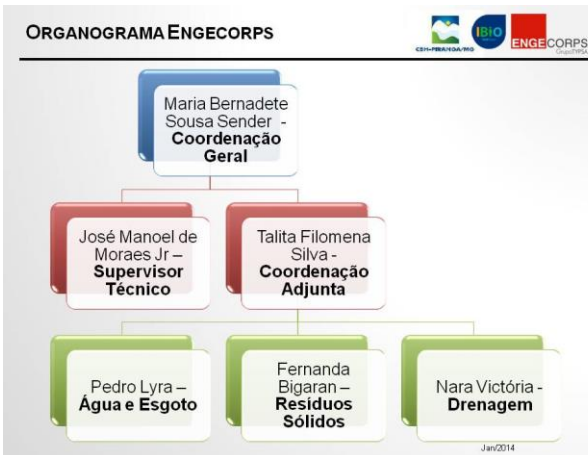 ORGANOGRAMA ENGECORPS
CBH-PIRANGA/MG
IBIO
ENGECORPS
Grupo TYPSA
Maria Bernadete
Sousa Sender -
Coordenação
Geral
José Manoel de
Moraes Jr –
Supervisor
Técnico
Talita Filomena
Silva -
Coordenação
Adjunta
Pedro Lyra –
Água e Esgoto
Fernanda
Bigaran –
Resíduos
Sólidos
Nara Victória -
Drenagem
Jan/2014